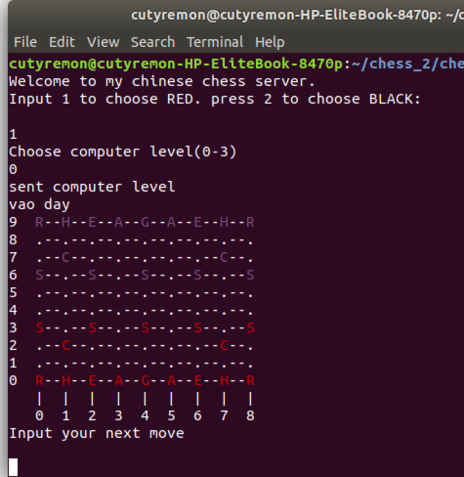 cutyremon@cutyremon-HP-EliteBook-8470p: ~/c
File Edit View Search Terminal Help
cutyremon@cutyremon-HP-EliteBook-8470p:~/chess_2/che
Welcome to my chinese chess server.
Input 1 to choose RED. press 2 to choose BLACK:
1
Choose computer level(0-3)
0
sent computer level
vao day
9 R--H--E--A--G--A--E--H--R
8 .--.--.--.--.--.--.--.--.
7 .--C--.--.--.--.--.--C--.
6 S--.--S--.--S--.--S--.--S
5 .--.--.--.--.--.--.--.--.
4 .--.--.--.--.--.--.--.--.
3 S--.--S--.--S--.--S--.--S
2 .--C--.--.--.--.--.--C--.
1 .--.--.--.--.--.--.--.--.
0 R--H--E--A--G--A--E--H--R
| | | | | | | | |
0 1 2 3 4 5 6 7 8
Input your next move